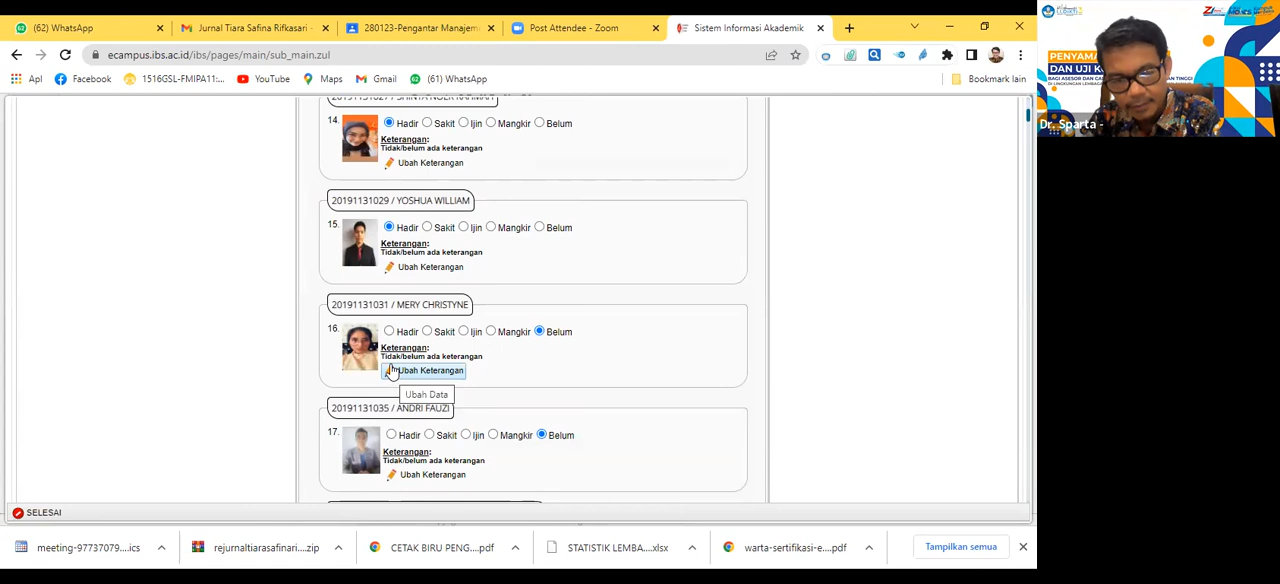 (62) WhatsApp
Jurnal Tiara Safina Rifkasari -
280123-Pengantar Manajem
Post Attendee - Zoom
Sistem Informasi Akademik
ecampus.ibs.ac.id/ibs/pages/main/sub_main.zul
Apl
Facebook
1516GSL-FMIPA11:...
YouTube
Maps
Gmail
(61) WhatsApp
Bookmark lain
14.
Hadir Sakit Ijin Mangkir Belum
Keterangan:
Tidak/belum ada keterangan
Ubah Keterangan
20191131029 / YOSHUA WILLIAM
15.
Hadir Sakit Ijin Mangkir Belum
Keterangan:
Tidak/belum ada keterangan
Ubah Keterangan
20191131031 / MERY CHRISTYNE
16.
Hadir Sakit Ijin Mangkir Belum
Keterangan:
Tidak/belum ada keterangan
Ubah Keterangan
Ubah Data
20191131035 / ANDRI FAUZI
17.
Hadir Sakit Ijin Mangkir Belum
Keterangan:
Tidak/belum ada keterangan
Ubah Keterangan
SELESAI
meeting-97737079....ics
rejurnaltiarasafinari....zip
CETAK BIRU PENG....pdf
STATISTIK LEMBA....xlsx
warta-sertifikasi-e....pdf
Tampilkan semua
PENYAMA
DAN UJI K
Dr. Sparta -